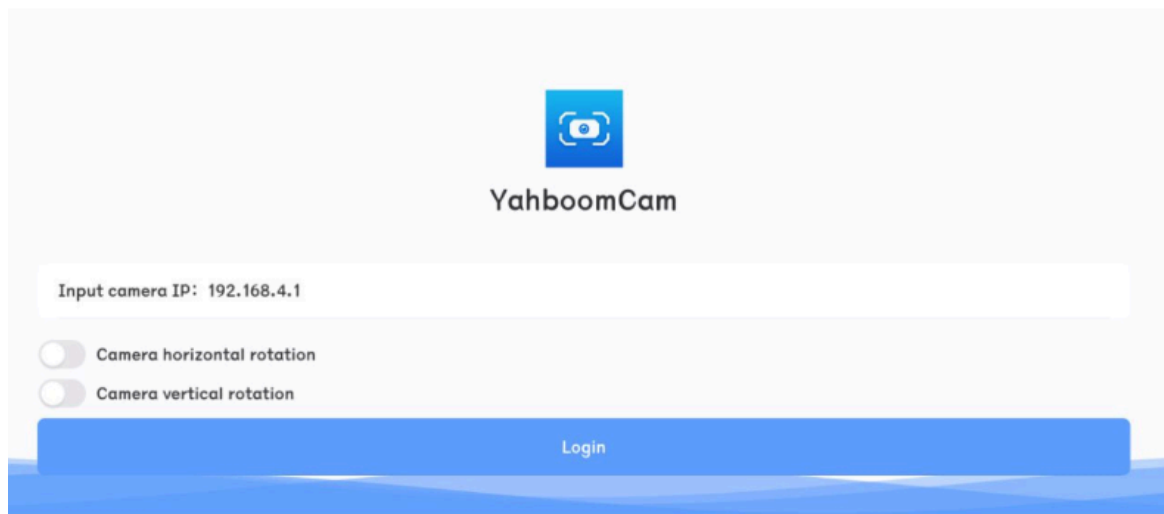 YahboomCam
Input camera IP: 192.168.4.1
Camera horizontal rotation
Camera vertical rotation
Login